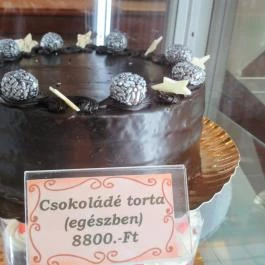 Csokoládé torta
(egészben)
8800.-Ft